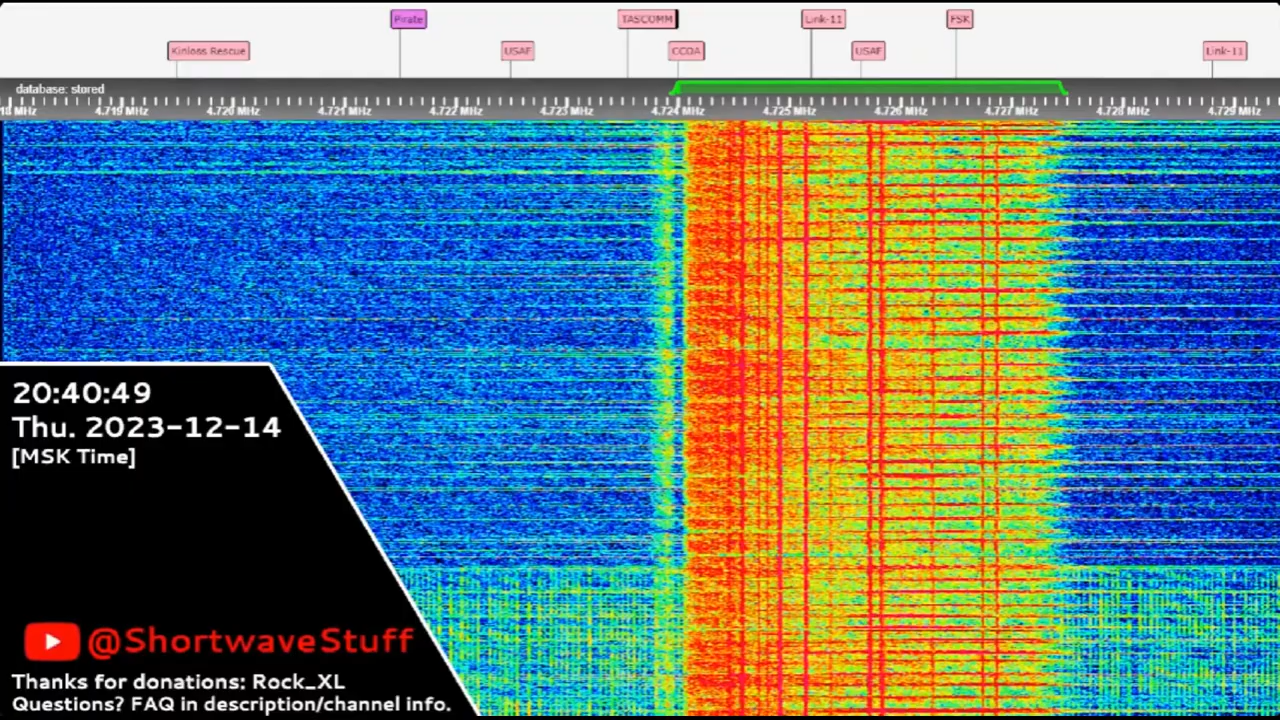 Pirate
TASCOMM
Link-11
FSK
Kinloss Rescue
USAF
CCOA
USAF
Link-11
database: stored
18 MHz 4.719 MHz 4.720 MHz 4.721 MHz 4.722 MHz 4.723 MHz 4.724 MHz 4.725 MHz 4.726 MHz 4.727 MHz 4.728 MHz 4.729 MHz
20:40:49
Thu. 2023-12-14
[MSK Time]
@ShortwaveStuff
Thanks for donations: Rock_XL
Questions? FAQ in description/channel info.